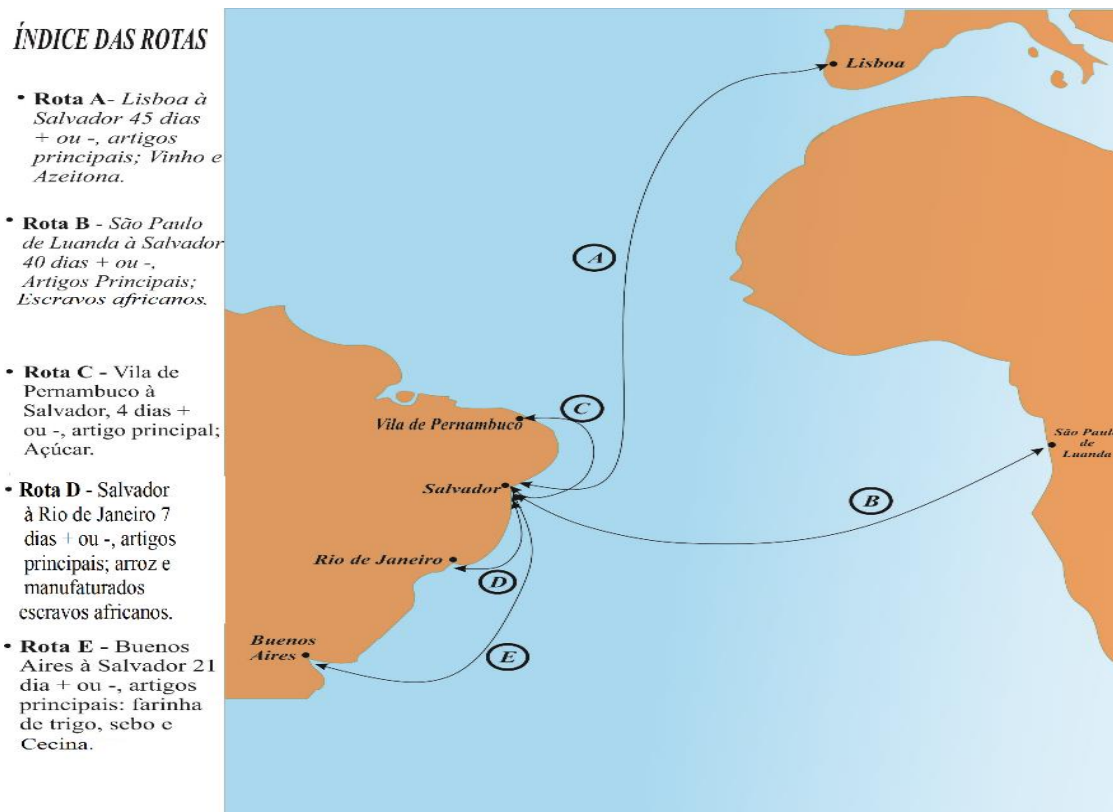 ÍNDICE DAS ROTAS
• Rota A- Lisboa à
Salvador 45 dias
+ ou -, artigos
principais; Vinho e
Azeitona.
• Rota B - São Paulo
de Luanda à Salvador
40 dias + ou -,
Artigos Principais;
Escravos africanos.
• Rota C - Vila de
Pernambuco à
Salvador, 4 dias +
ou -, artigo principal;
Açúcar.
• Rota D - Salvador
à Rio de Janeiro 7
dias + ou -, artigos
principais; arroz e
manufaturados
escravos africanos.
• Rota E - Buenos
Aires à Salvador 21
dia + ou -, artigos
principais: farinha
de trigo, sebo e
Cecina.
Lisboa
A
C
Vila de Pernambuco
São Paulo
de
Luanda
Salvador
B
Rio de Janeiro
D
Buenos
Aires
E